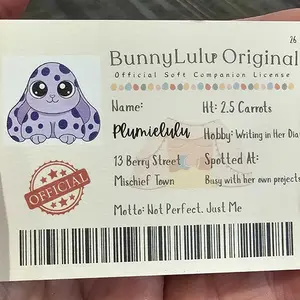 26
BunnyLulu Original
Official Soft Companion License
Name:
Ht: 2.5 Carrots
Plumielulu
Hobby: Writing in Her Dia
13 Berry Street
Spotted At:
Mischief Town
Busy with her own projects
OFFICIAL
Motto: Not Perfect. Just Me